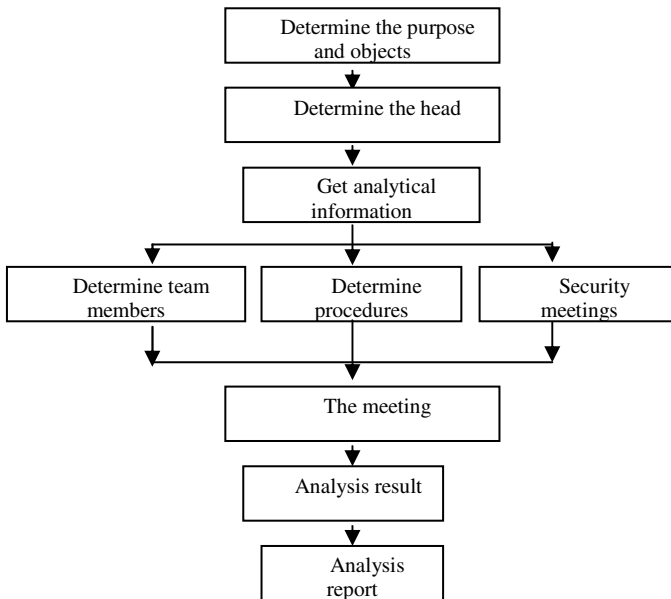 Determine the purpose
and objects
Determine the head
Get analytical
information
Determine team
members
Determine
procedures
Security
meetings
The meeting
Analysis result
Analysis
report